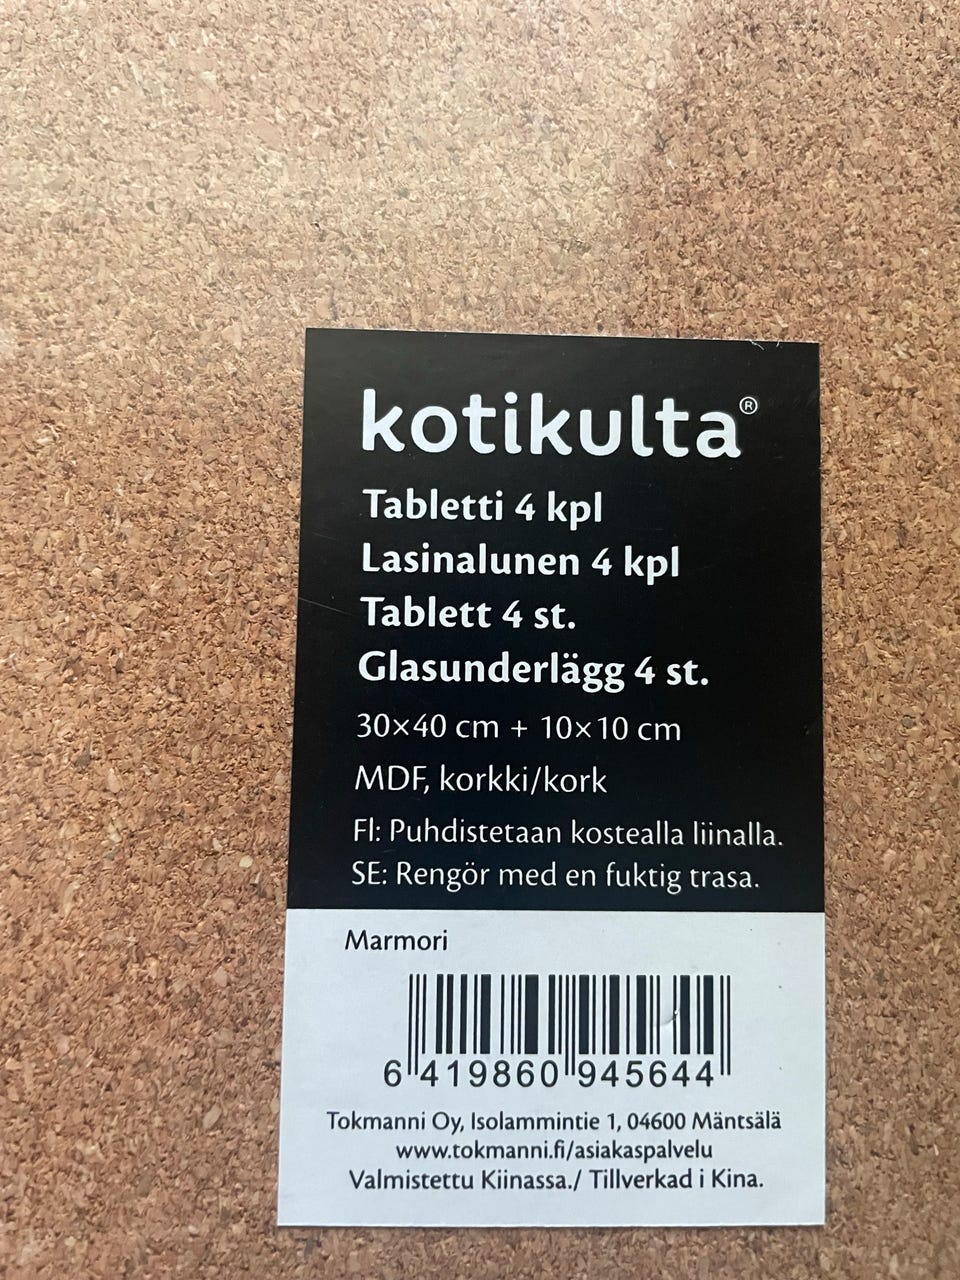 kotikulta®
Tabletti 4 kpl
Lasinalunen 4 kpl
Tablett 4 st.
Glasunderlägg 4 st.
30×40 cm + 10×10 cm
MDF, korkki/kork
FI: Puhdistetaan kostealla liinalla.
SE: Rengör med en fuktig trasa.
Marmori
6 419860 945644
Tokmanni Oy, Isolammintie 1, 04600 Mäntsälä
www.tokmanni.fi/asiakaspalvelu
Valmistettu Kiinassa./ Tillverkad i Kina.